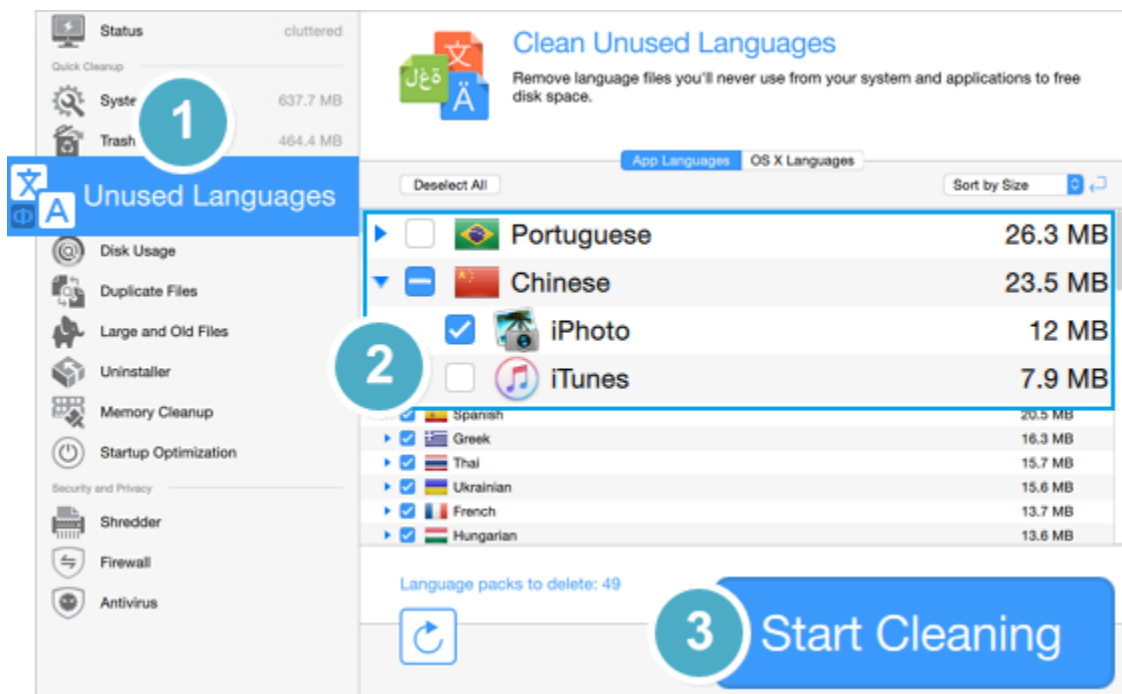 Status cluttered
Quick Cleanup
Syste 637.7 MB
Trash 464.4 MB
1
Unused Languages
Disk Usage
Duplicate Files
Large and Old Files
Uninstaller
Memory Cleanup
Startup Optimization
Security and Privacy
Shredder
Firewall
Antivirus
文 ÄّAI
Clean Unused Languages
Remove language files you'll never use from your system and applications to free
disk space.
App Languages OS X Languages
Deselect All Sort by Size
Portuguese 26.3 MB
Chinese 23.5 MB
iPhoto 12 MB
2
iTunes 7.9 MB
Spanish 20.5 MB
Greek 16.3 MB
Thai 15.7 MB
Ukrainian 15.6 MB
French 13.7 MB
Hungarian 13.6 MB
Language packs to delete: 49
3 Start Cleaning